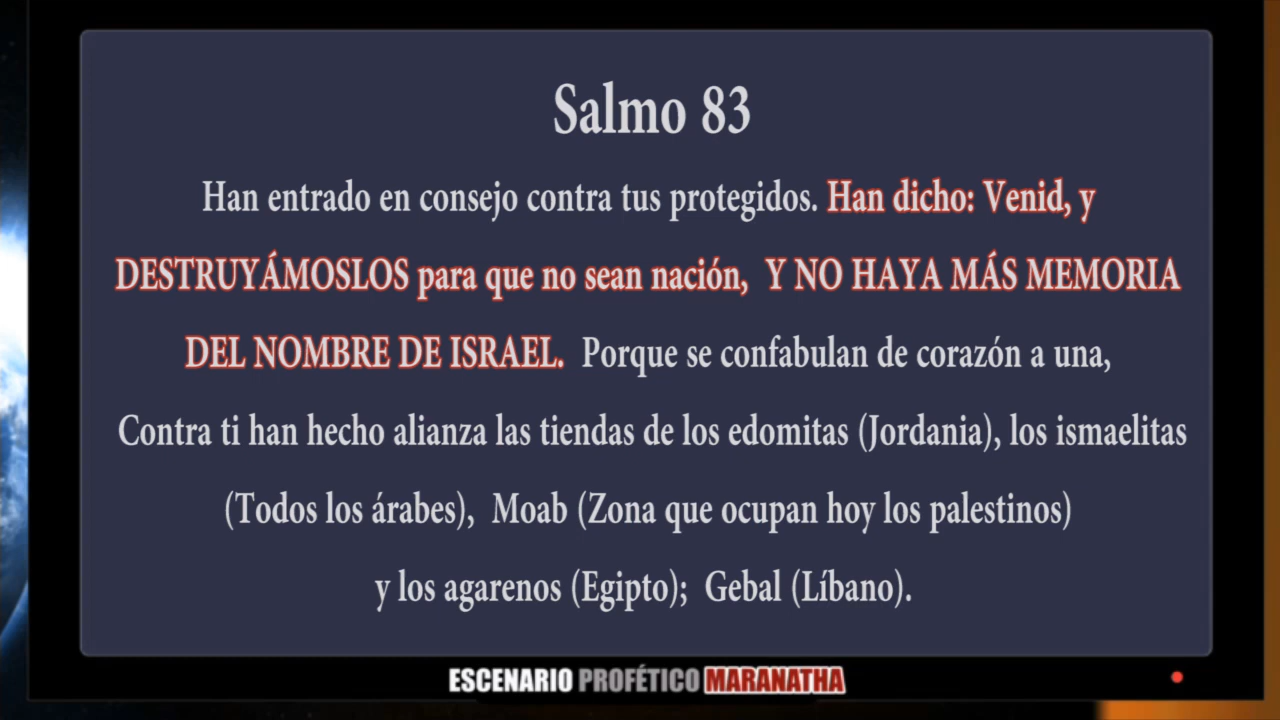 Salmo 83
Han entrado en consejo contra tus protegidos. Han dicho: Venid, y
DESTRUYÁMOSLOS para que no sean nación, Y NO HAYA MÁS MEMORIA
DEL NOMBRE DE ISRAEL. Porque se confabulan de corazón a una,
Contra ti han hecho alianza las tiendas de los edomitas (Jordania), los ismaelitas
(Todos los árabes), Moab (Zona que ocupan hoy los palestinos)
y los agarenos (Egipto); Gebal (Líbano).
ESCENARIO PROFÉTICO MARANATHA